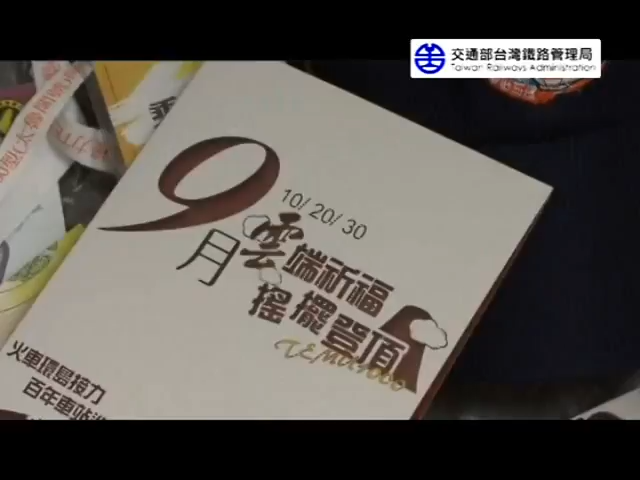 交通部台灣鐵路管理局
Taiwan Railways Administration
9月
10/20/30
雲端祈福
搖擺登頂
TEMU1000
火車環島接力
百年車站